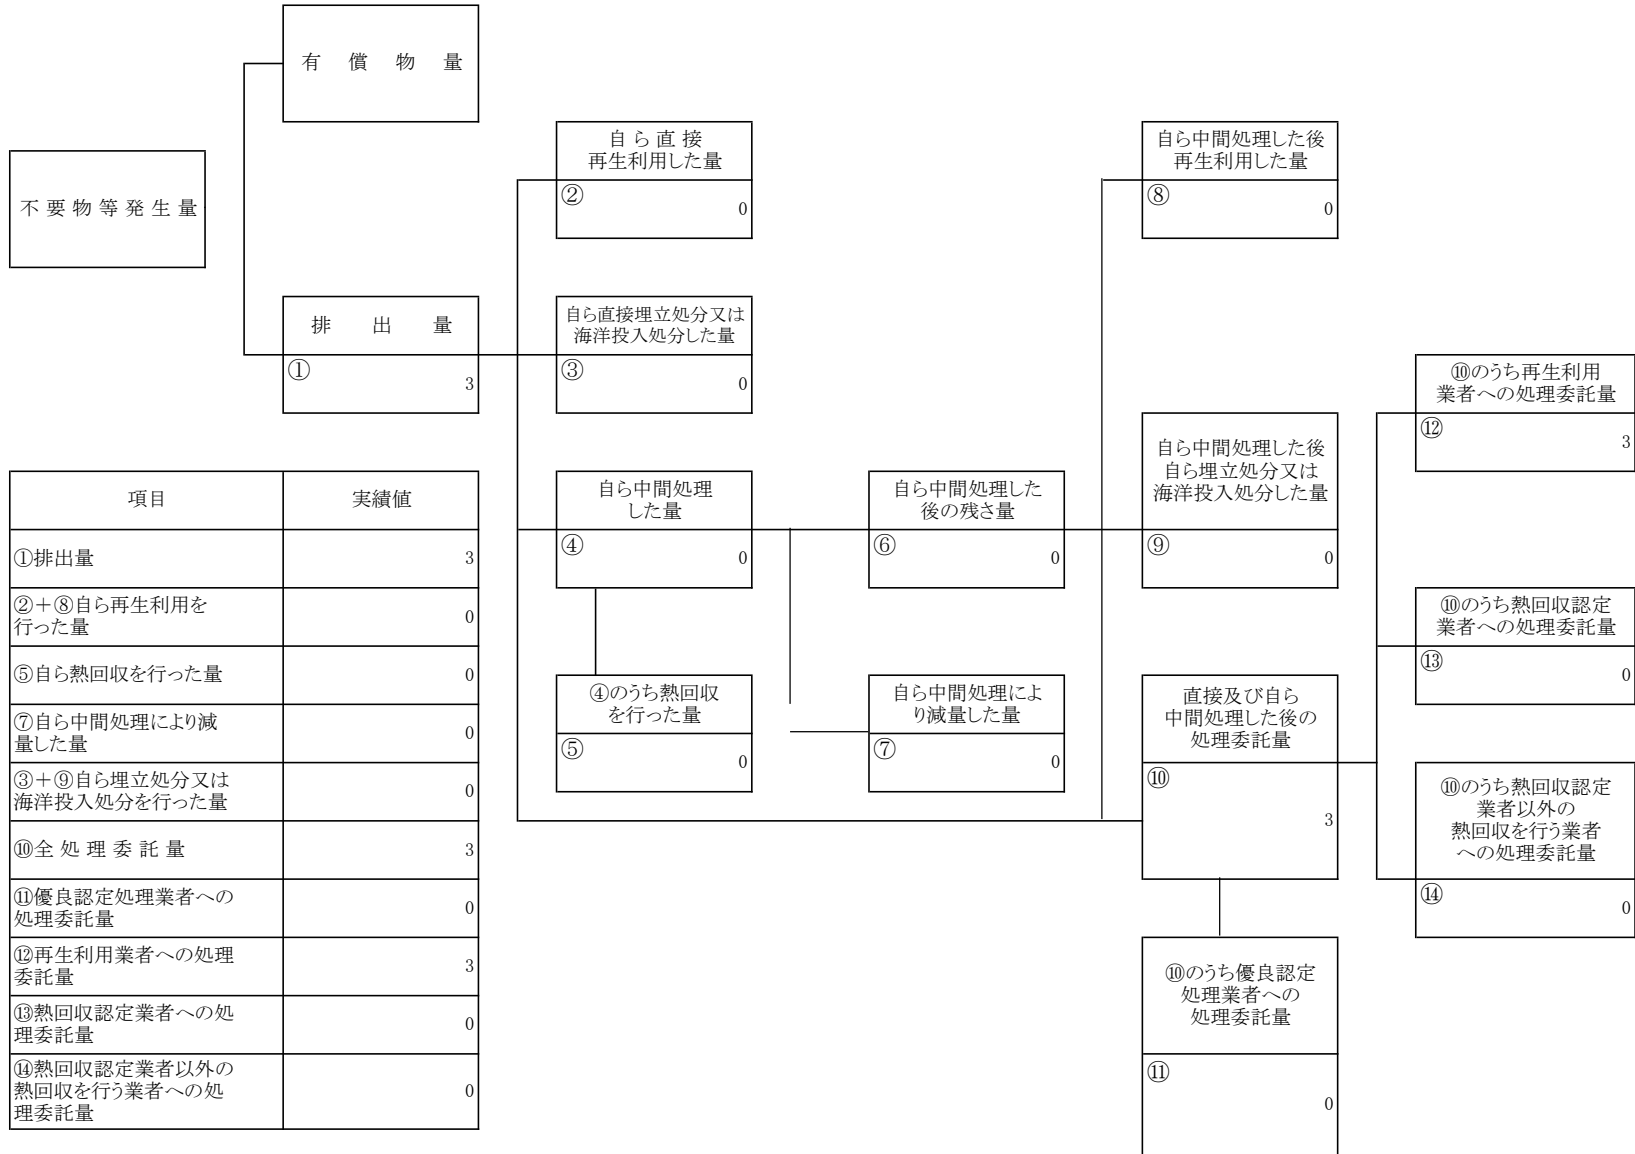 有償物量
不要物等発生量
排出量
①
3
自ら直接
再生利用した量
②
0
自ら直接埋立処分又は
海洋投入処分した量
③
0
自ら中間処理
した量
④
0
④のうち熱回収
を行った量
⑤
0
自ら中間処理した
後の残さ量
⑥
0
自ら中間処理によ
り減量した量
⑦
0
自ら中間処理した後
再生利用した量
⑧
0
自ら中間処理した後
自ら埋立処分又は
海洋投入処分した量
⑨
0
直接及び自ら
中間処理した後の
処理委託量
⑩
3
⑩のうち優良認定
処理業者への
処理委託量
⑪
0
⑩のうち再生利用
業者への処理委託量
⑫
3
⑩のうち熱回収認定
業者への処理委託量
⑬
0
⑩のうち熱回収認定
業者以外の
熱回収を行う業者
への処理委託量
⑭
0
項目 実績値
①排出量 3
②＋⑧自ら再生利用を
行った量 0
⑤自ら熱回収を行った量 0
⑦自ら中間処理により減
量した量 0
③＋⑨自ら埋立処分又は
海洋投入処分を行った量 0
⑩全処理委託量 3
⑪優良認定処理業者への
処理委託量 0
⑫再生利用業者への処理
委託量 3
⑬熱回収認定業者への処
理委託量 0
⑭熱回収認定業者以外の
熱回収を行う業者への処
理委託量 0